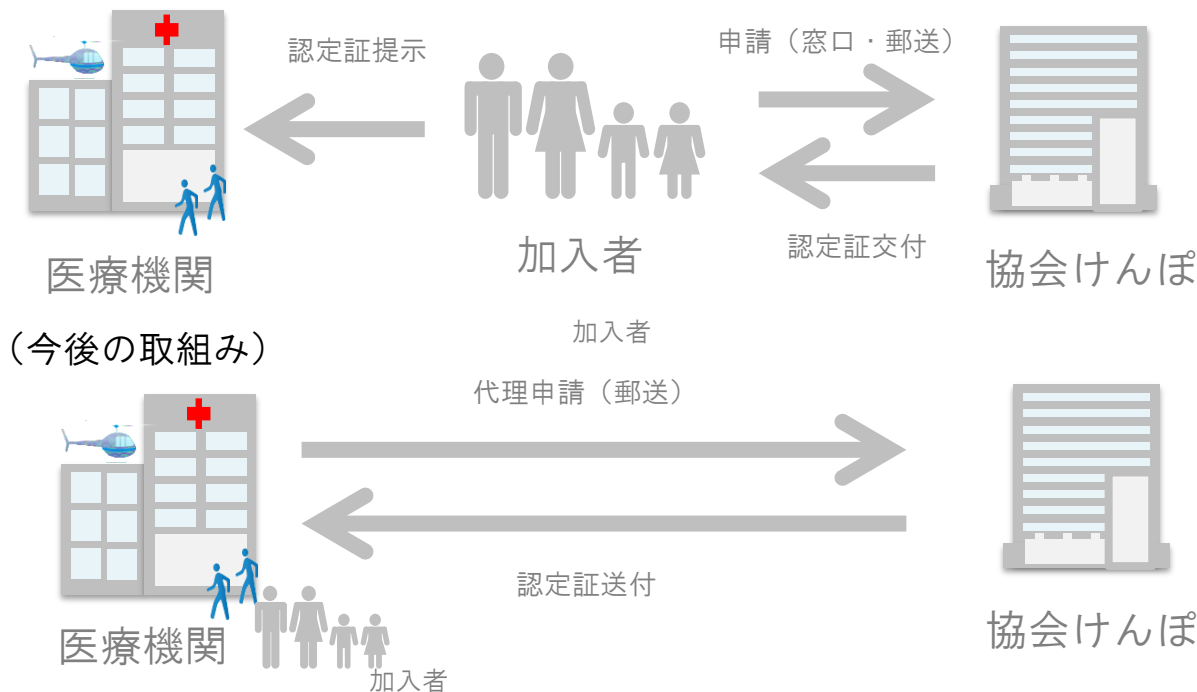 認定証提示
申請（窓口・郵送）
認定証交付
医療機関
加入者
協会けんぽ
加入者
（今後の取組み）
代理申請（郵送）
認定証送付
医療機関
加入者
協会けんぽ